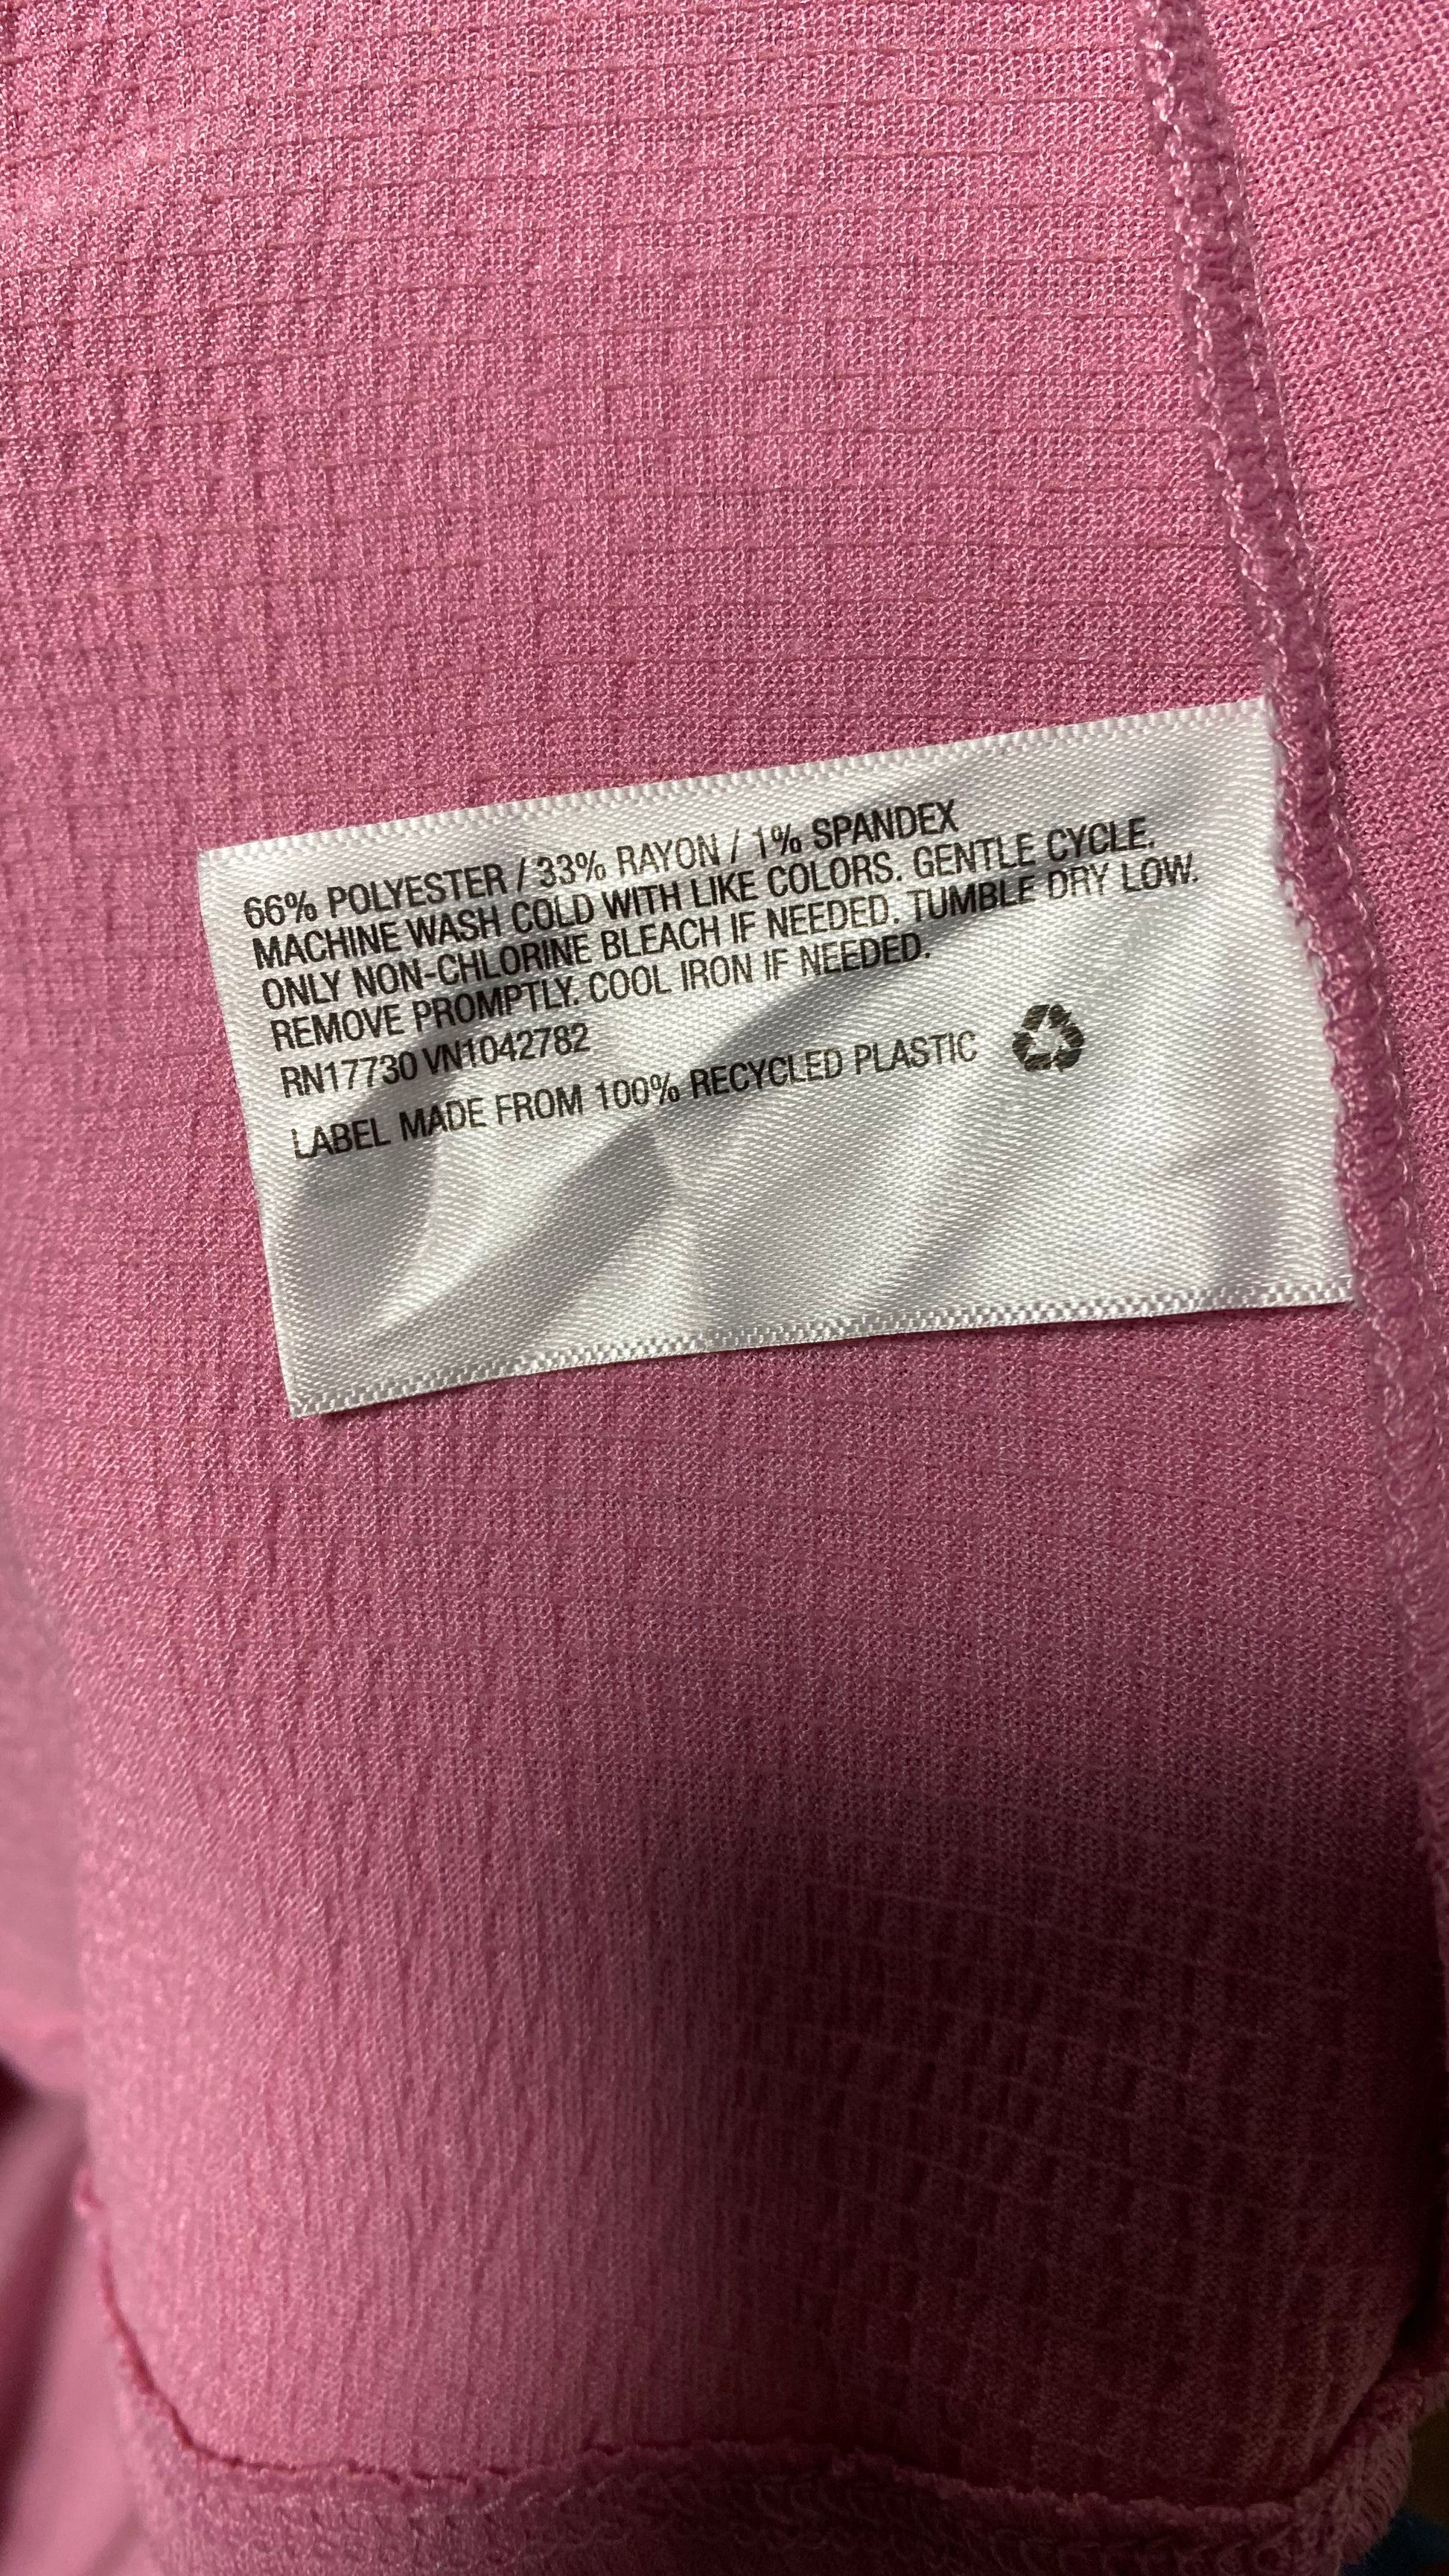 66% POLYESTER / 33% RAYON / 1% SPANDEX
MACHINE WASH COLD WITH LIKE COLORS. GENTLE CYCLE.
ONLY NON-CHLORINE BLEACH IF NEEDED. TUMBLE DRY LOW.
REMOVE PROMPTLY. COOL IRON IF NEEDED.
RN17730 VN1042782
LABEL MADE FROM 100% RECYCLED PLASTIC